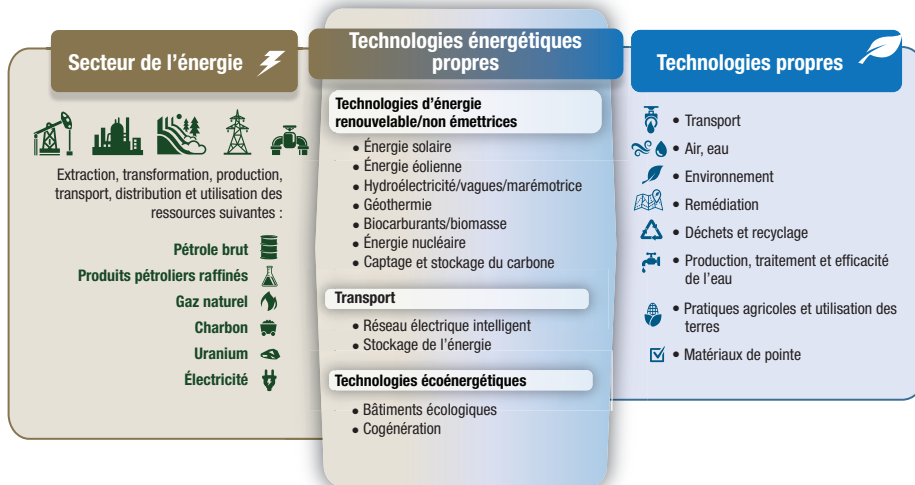 Secteur de l'énergie
Extraction, transformation, production,
transport, distribution et utilisation des
ressources suivantes :
Pétrole brut
Produits pétroliers raffinés
Gaz naturel
Charbon
Uranium
Électricité
Technologies énergétiques
propres
Technologies d'énergie
renouvelable/non émettrices
• Énergie solaire
• Énergie éolienne
• Hydroélectricité/vagues/marémotrice
• Géothermie
• Biocarburants/biomasse
• Énergie nucléaire
• Captage et stockage du carbone
Transport
• Réseau électrique intelligent
• Stockage de l'énergie
Technologies écoénergétiques
• Bâtiments écologiques
• Cogénération
Technologies propres
• Transport
• Air, eau
• Environnement
• Remédiation
• Déchets et recyclage
• Production, traitement et efficacité
de l'eau
• Pratiques agricoles et utilisation des
terres
• Matériaux de pointe